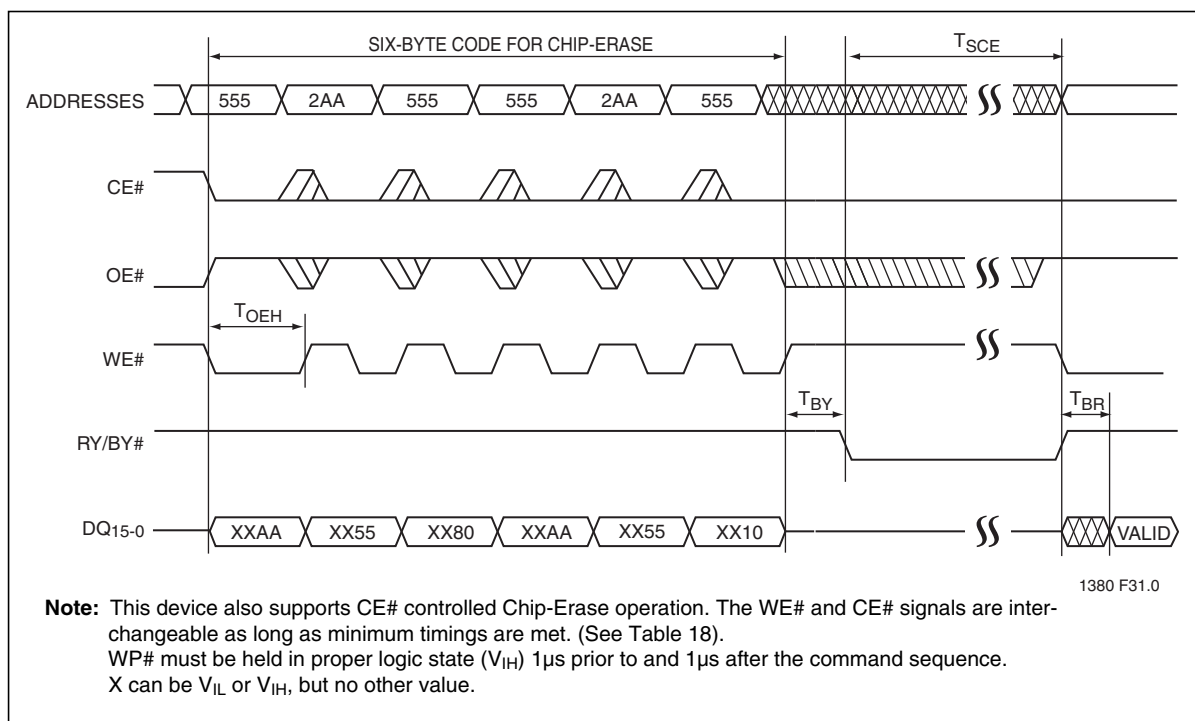 SIX-BYTE CODE FOR CHIP-ERASE
TSCE
ADDRESSES 555 2AA 555 555 2AA 555
CE#
OE#
TOEH
WE#
TBY
TBR
RY/BY#
DQ15-0 XXAA XX55 XX80 XXAA XX55 XX10 VALID
1380 F31.0
Note: This device also supports CE# controlled Chip-Erase operation. The WE# and CE# signals are inter-
changeable as long as minimum timings are met. (See Table 18).
WP# must be held in proper logic state (VIH) 1µs prior to and 1µs after the command sequence.
X can be VIL or VIH, but no other value.